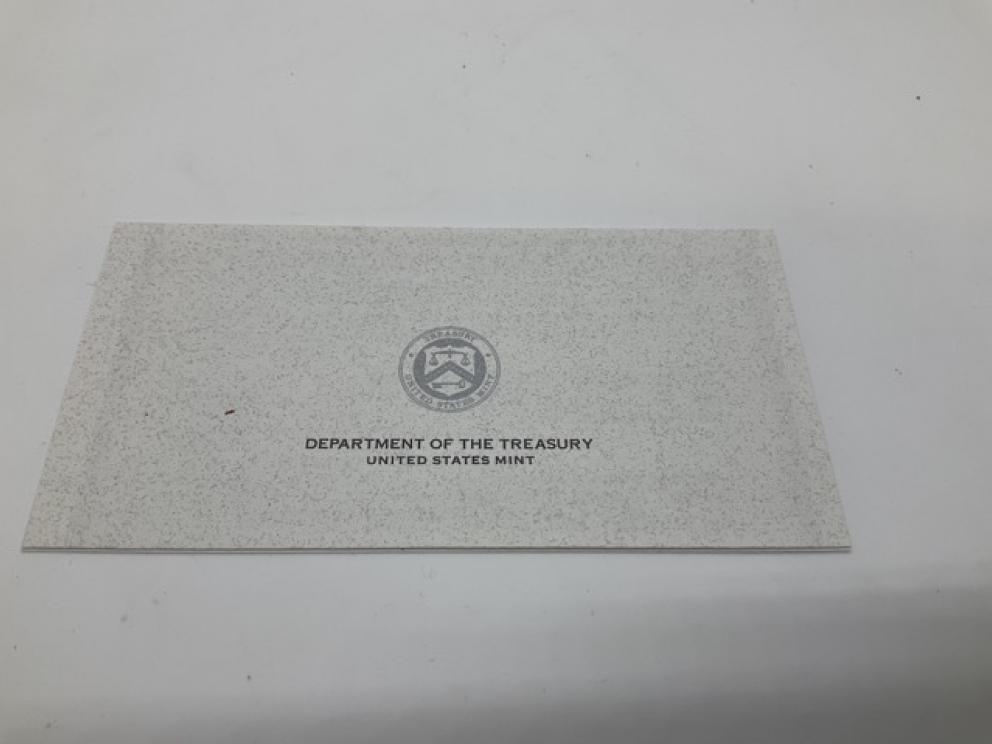 TREASURY
UNITED STATES MINT
DEPARTMENT OF THE TREASURY
UNITED STATES MINT